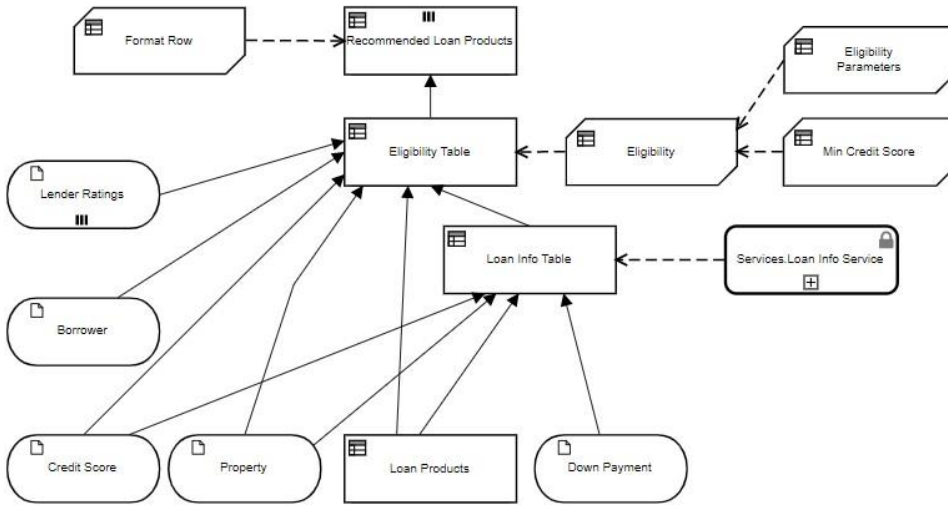 Format Row
Recommended Loan Products
Eligibility
Parameters
Eligibility Table
Eligibility
Min Credit Score
Lender Ratings
Loan Info Table
Services.Loan Info Service
Borrower
Credit Score
Property
Loan Products
Down Payment